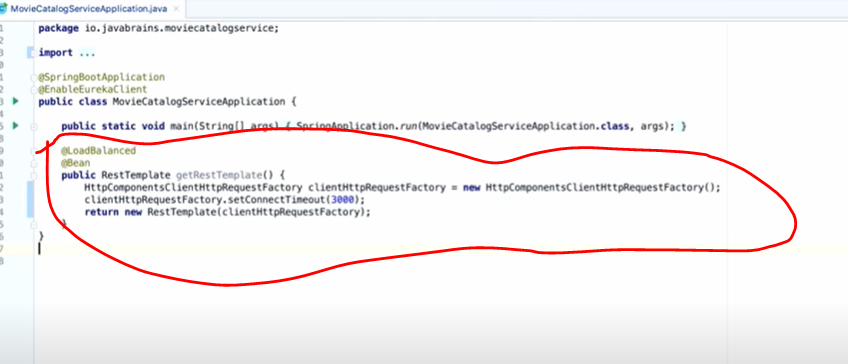 MovieCatalogServiceApplication.java ×
package io.javabrains.moviecatalogservice;
import ...
@SpringBootApplication
@EnableEurekaClient
public class MovieCatalogServiceApplication {
public static void main(String[] args) { SpringApplication.run(MovieCatalogServiceApplication.class, args); }
@LoadBalanced
@Bean
public RestTemplate getRestTemplate() {
HttpComponentsClientHttpRequestFactory clientHttpRequestFactory = new HttpComponentsClientHttpRequestFactory();
clientHttpRequestFactory.setConnectTimeout(3000);
return new RestTemplate(clientHttpRequestFactory);
}
}